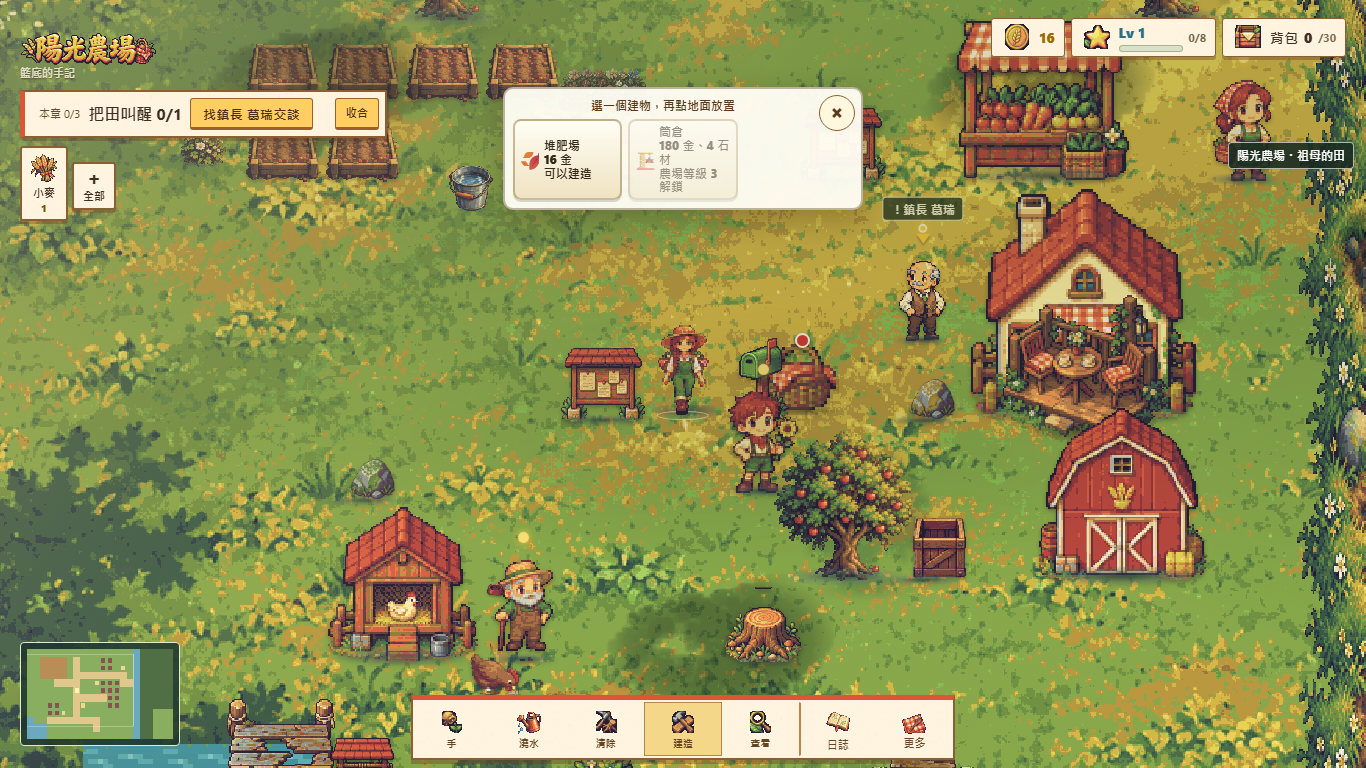 陽光農場
籃底的手記
16
Lv 1
0/8
背包 0 /30
本章 0/3 把田叫醒 0/1 找鎮長 葛瑞交談 收合
小麥
1
+
全部
選一個建物，再點地面放置
堆肥場
16 金
可以建造
筒倉
180 金、4 石
材
農場等級 3
解鎖
陽光農場・祖母的田
! 鎮長 葛瑞
手
澆水
清除
建造
查看
日誌
更多